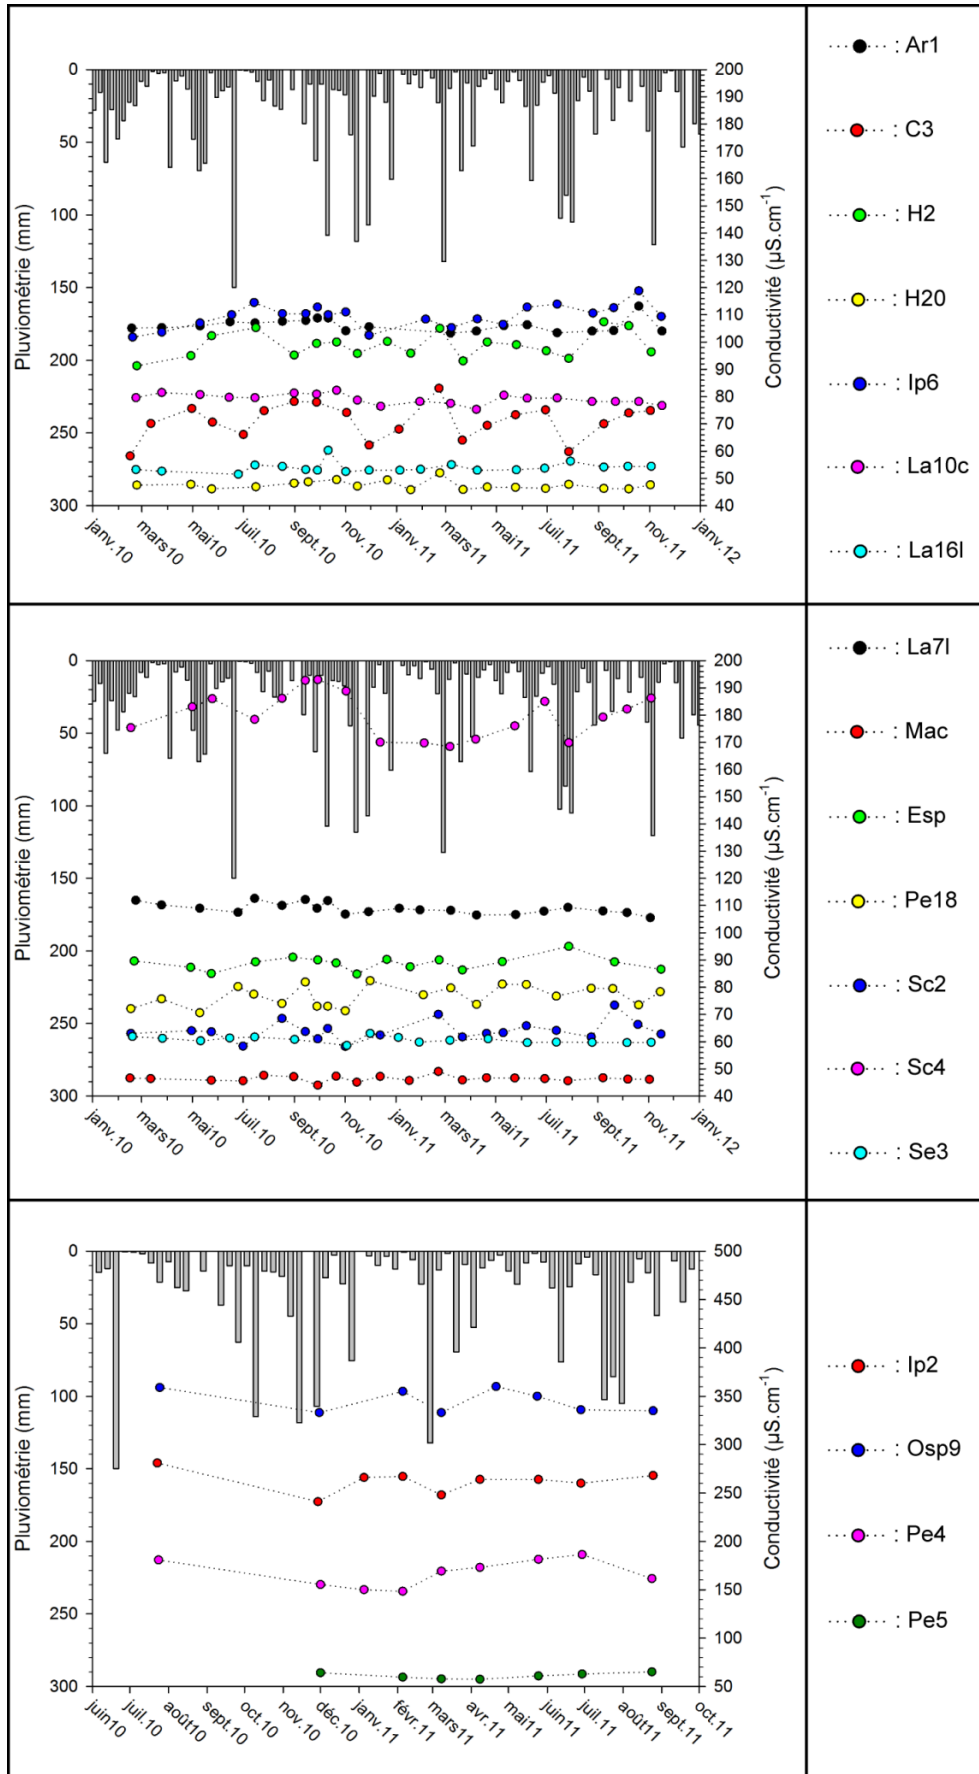 0
50
100
150
200
250
300
Pluviométrie (mm)
200
190
180
170
160
150
140
130
120
110
100
90
80
70
60
50
40
Conductivité (µS.cm⁻¹)
janv.10
mars10
mai10
juil.10
sept.10
nov.10
janv.11
mars11
mai11
juil.11
sept.11
nov.11
janv.12
: Ar1
: C3
: H2
: H20
: Ip6
: La10c
: La16l
0
50
100
150
200
250
300
Pluviométrie (mm)
200
190
180
170
160
150
140
130
120
110
100
90
80
70
60
50
40
Conductivité (µS.cm⁻¹)
janv.10
mars10
mai10
juil.10
sept.10
nov.10
janv.11
mars11
mai11
juil.11
sept.11
nov.11
janv.12
: La7l
: Mac
: Esp
: Pe18
: Sc2
: Sc4
: Se3
0
50
100
150
200
250
300
Pluviométrie (mm)
500
450
400
350
300
250
200
150
100
50
Conductivité (µS.cm⁻¹)
juin10
juil.10
août10
sept.10
oct.10
nov.10
déc.10
janv.11
févr.11
mars11
avr.11
mai11
juin11
juil.11
août11
sept.11
oct.11
: Ip2
: Osp9
: Pe4
: Pe5